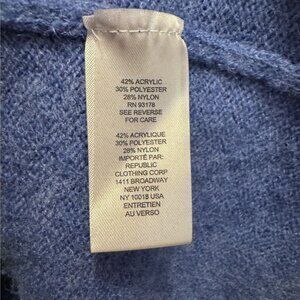 42% ACRYLIC
30% POLYESTER
28% NYLON
RN 93178
SEE REVERSE
FOR CARE
42% ACRYLIQUE
30% POLYESTER
28% NYLON
IMPORTÉ PAR:
REPUBLIC
CLOTHING CORP
1411 BROADWAY
NEW YORK
NY 10018 USA
ENTRETIEN
AU VERSO